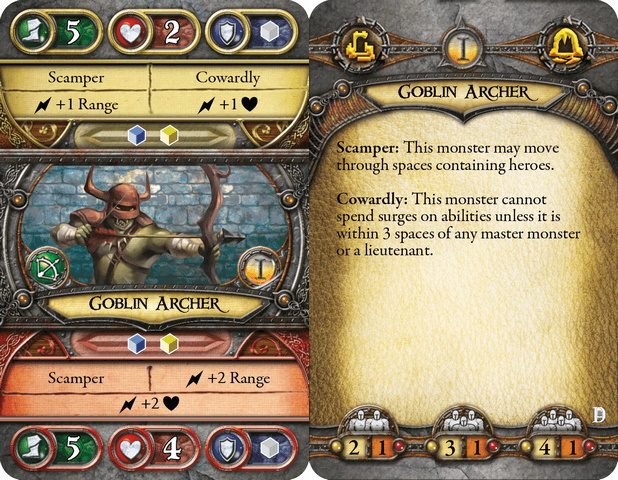 5 2
Scamper Cowardly
+1 Range +1
I
GOBLIN ARCHER
Scamper +2 Range
+2
5 4
I
GOBLIN ARCHER
Scamper: This monster may move
through spaces containing heroes.
Cowardly: This monster cannot
spend surges on abilities unless it is
within 3 spaces of any master monster
or a lieutenant.
2 1 3 1 4 1